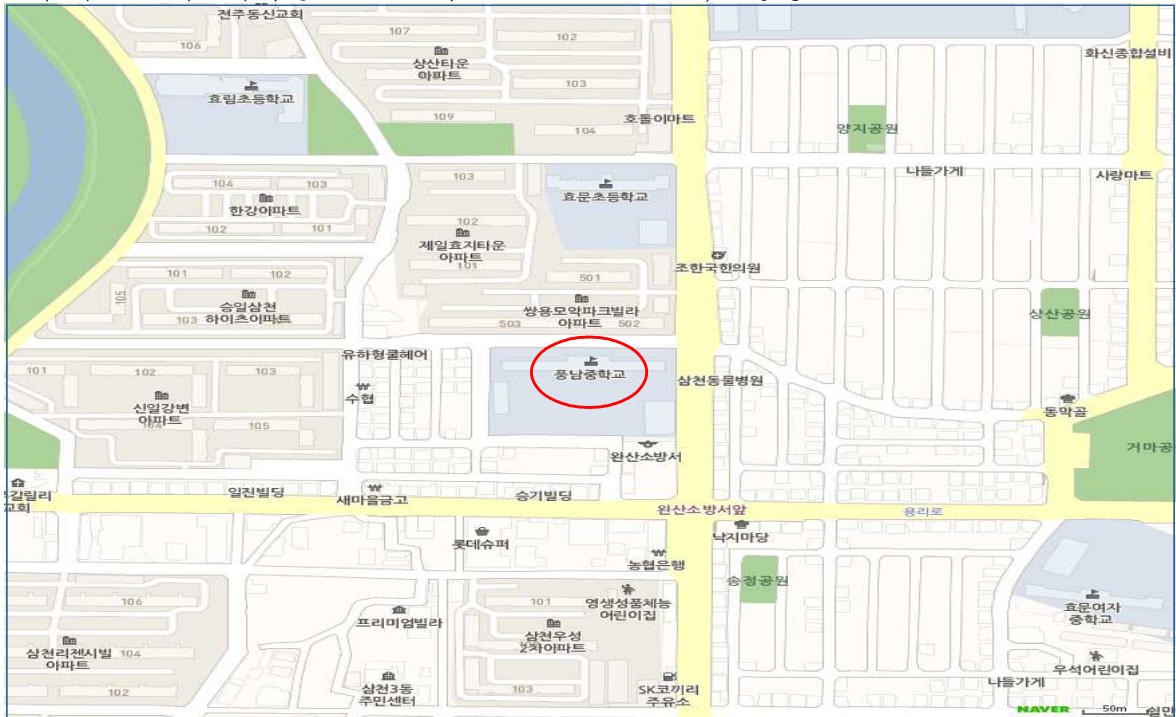 전주동신교회
106
107
102
상산타운
아파트
화신종합설비
효림초등학교
103
109
104
호돌이마트
양지공원
나들가게
사랑마트
104
103
한강아파트
102
101
103
효문초등학교
102
제일효지타운
아파트
101
조한국한의원
101
102
105
승일삼천
하이츠아파트
103
501
쌍용모악파크빌라
아파트
503
502
상산공원
유하형쿨헤어
풍남중학교
삼천동물병원
101
102
103
신일강변
아파트
104
105
수협
동막골
완산소방서
거마공
길릴리
교회
일진빌딩
새마을금고
승기빌딩
완산소방서앞
용리로
롯데슈퍼
낙지마당
농협은행
송정공원
106
프리미엄빌라
101
영생성품체능
어린이집
효문여자
중학교
삼천리젠시빌
아파트
104
삼천우성
2차아파트
우석어린이집
102
삼천3동
주민센터
103
SK코끼리
주유소
나들가게
NAVER
50m